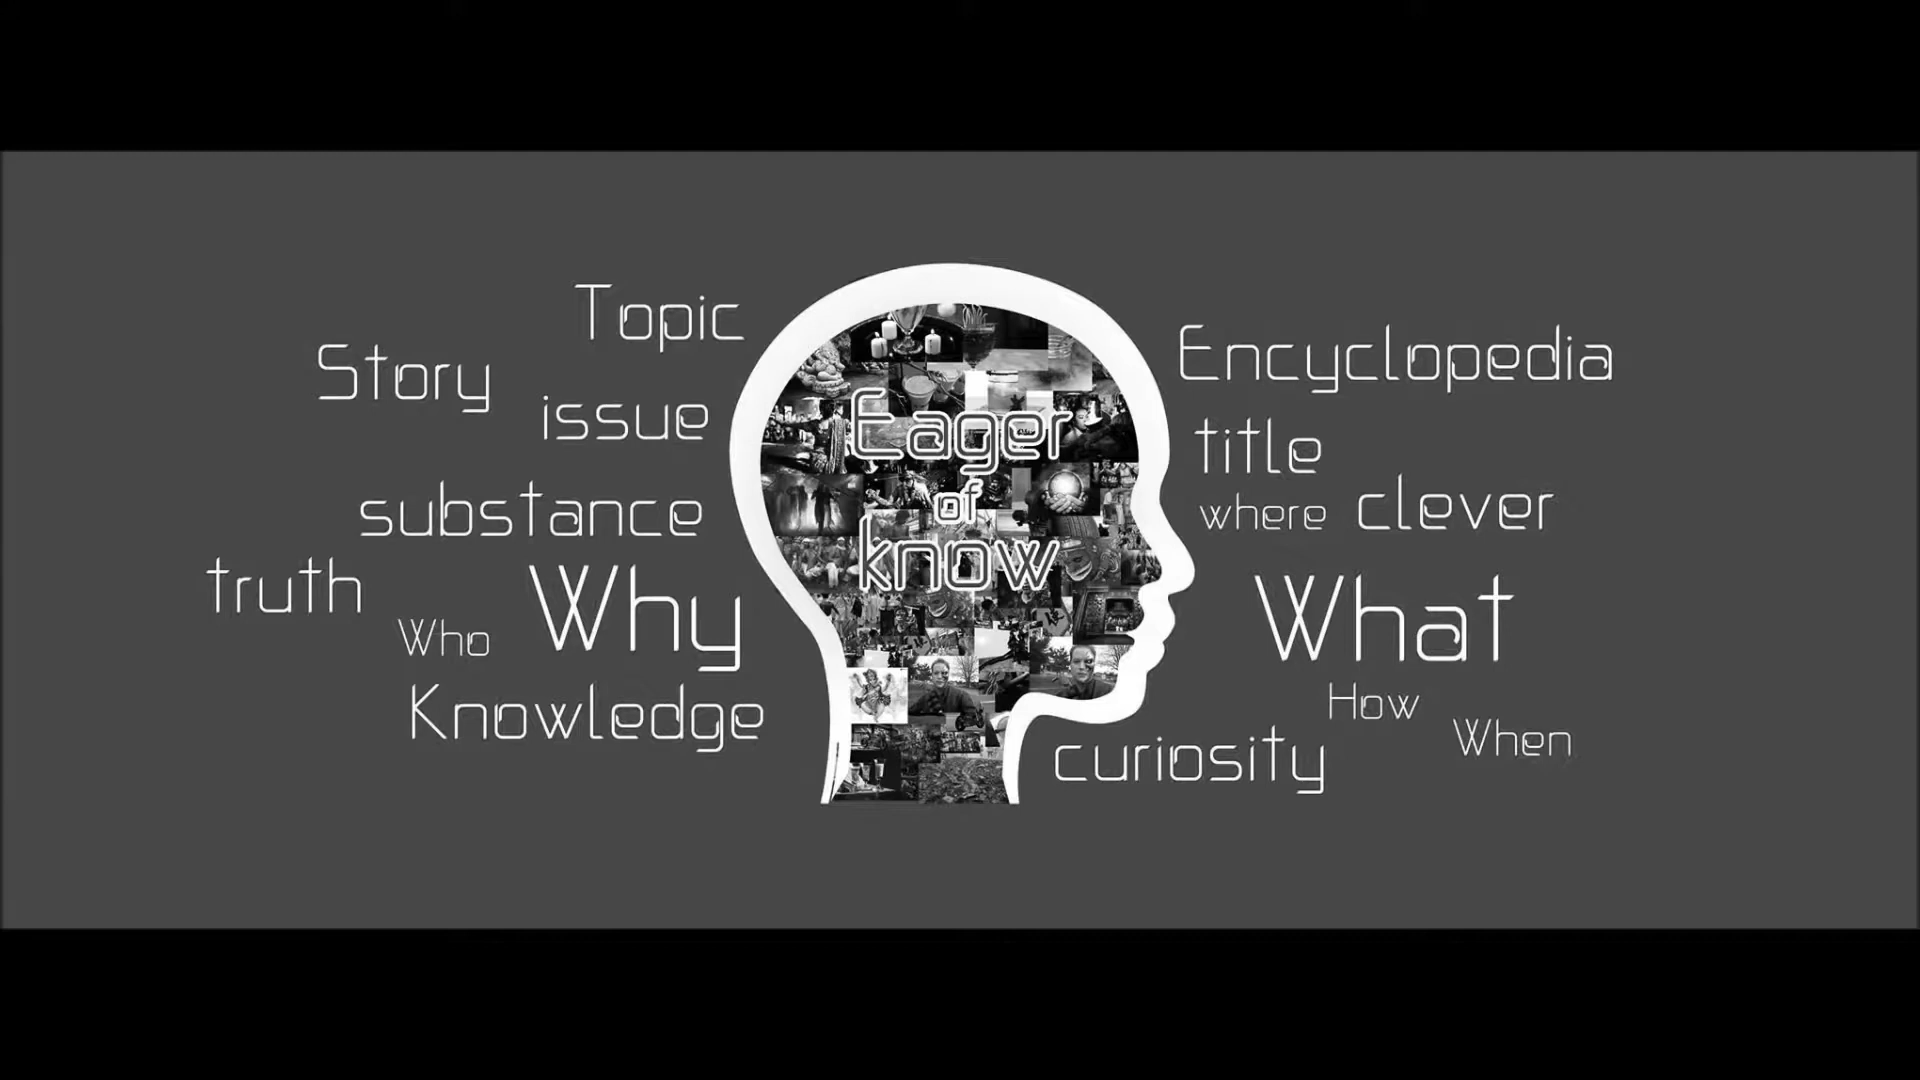 Topic
Story
issue
substance
truth
Who
Why
Knowledge
Eager
of
know
Encyclopedia
title
where clever
What
How
When
curiosity